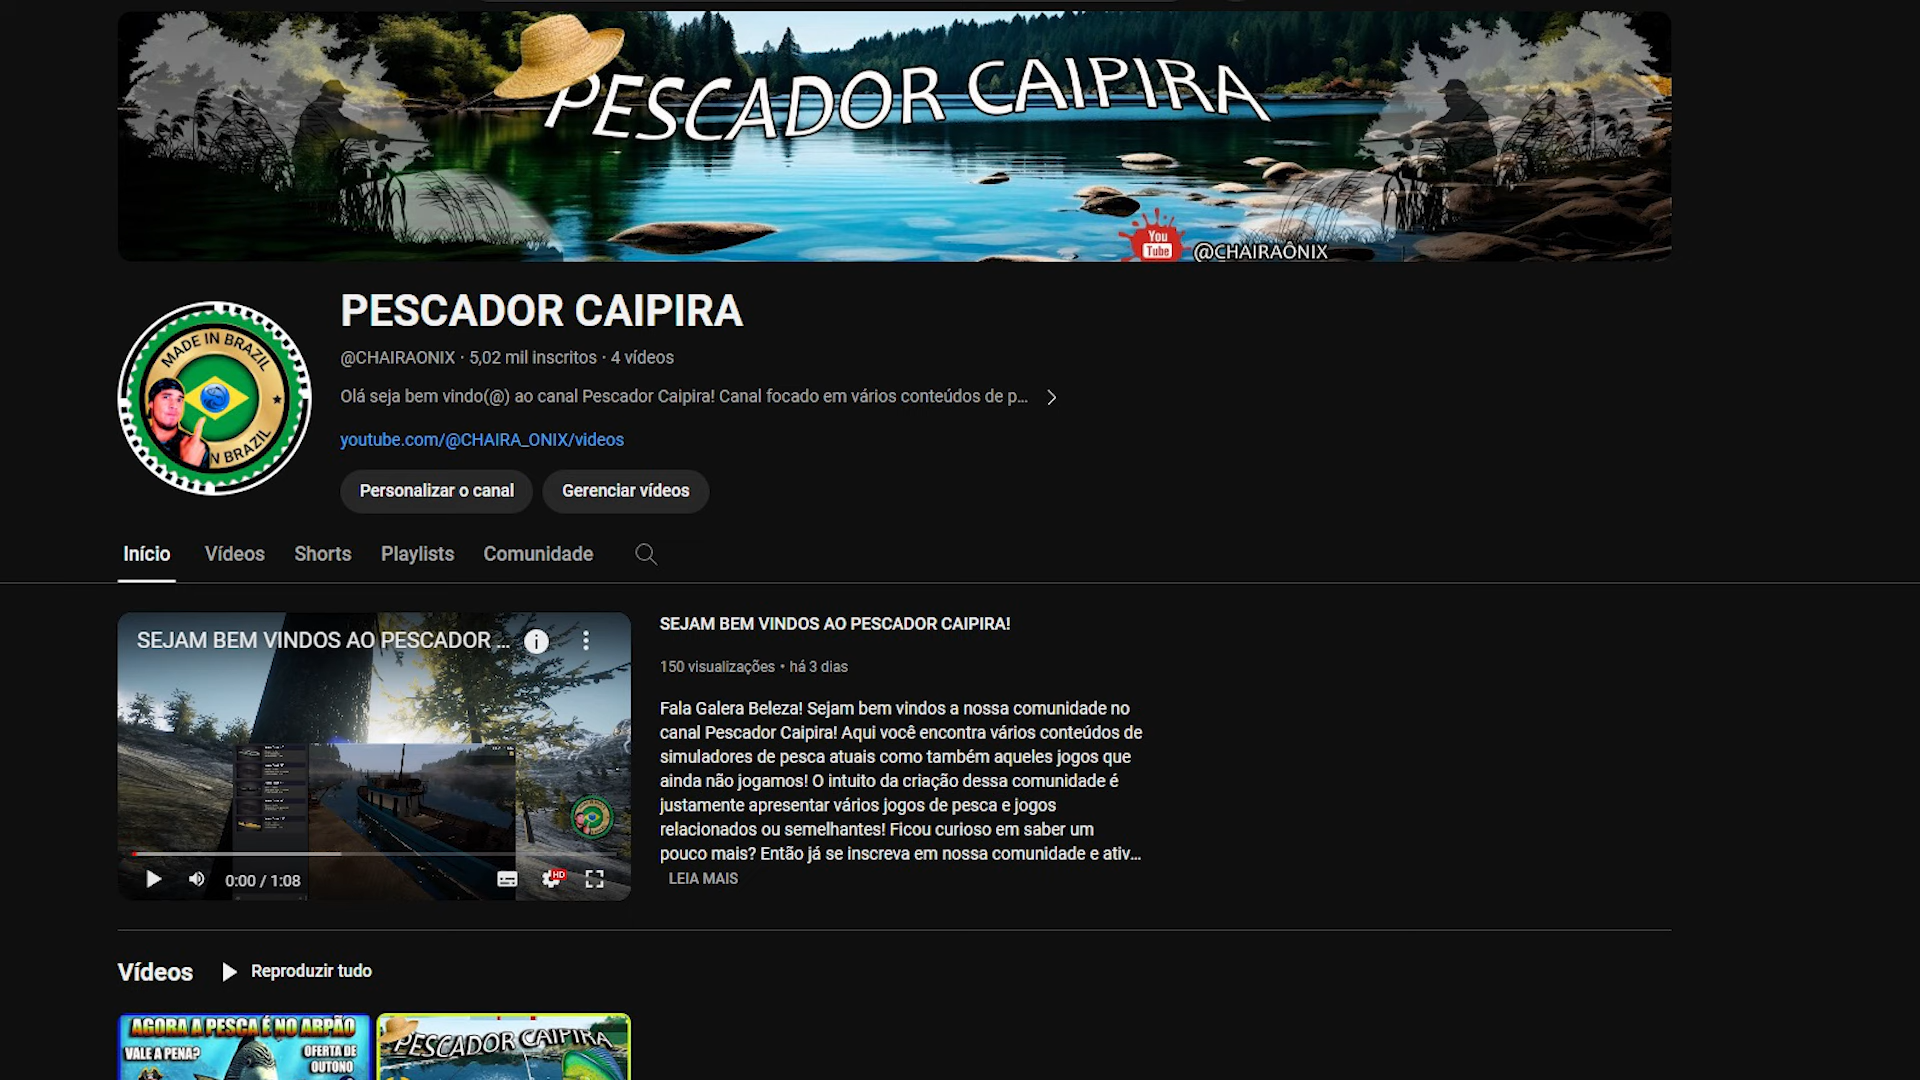 PESCADOR CAIPIRA
You
Tube
@CHAIRAÔNIX
MADE IN BRAZIL
N BRAZIL
PESCADOR CAIPIRA
@CHAIRAONIX · 5,02 mil inscritos · 4 vídeos
Olá seja bem vindo(@) ao canal Pescador Caipira! Canal focado em vários conteúdos de p...
youtube.com/@CHAIRA_ONIX/videos
Personalizar o canal
Gerenciar vídeos
Início
Vídeos
Shorts
Playlists
Comunidade
SEJAM BEM VINDOS AO PESCADOR ...
0:00 / 1:08
HD
SEJAM BEM VINDOS AO PESCADOR CAIPIRA!
150 visualizações • há 3 dias
Fala Galera Beleza! Sejam bem vindos a nossa comunidade no
canal Pescador Caipira! Aqui você encontra vários conteúdos de
simuladores de pesca atuais como também aqueles jogos que
ainda não jogamos! O intuito da criação dessa comunidade é
justamente apresentar vários jogos de pesca e jogos
relacionados ou semelhantes! Ficou curioso em saber um
pouco mais? Então já se inscreva em nossa comunidade e ativ...
LEIA MAIS
Vídeos
Reproduzir tudo
AGORA A PESCA É NO ARPÃO
VALE A PENA?
OFERTA DE
OUTONO
PESCADOR CAIPIRA